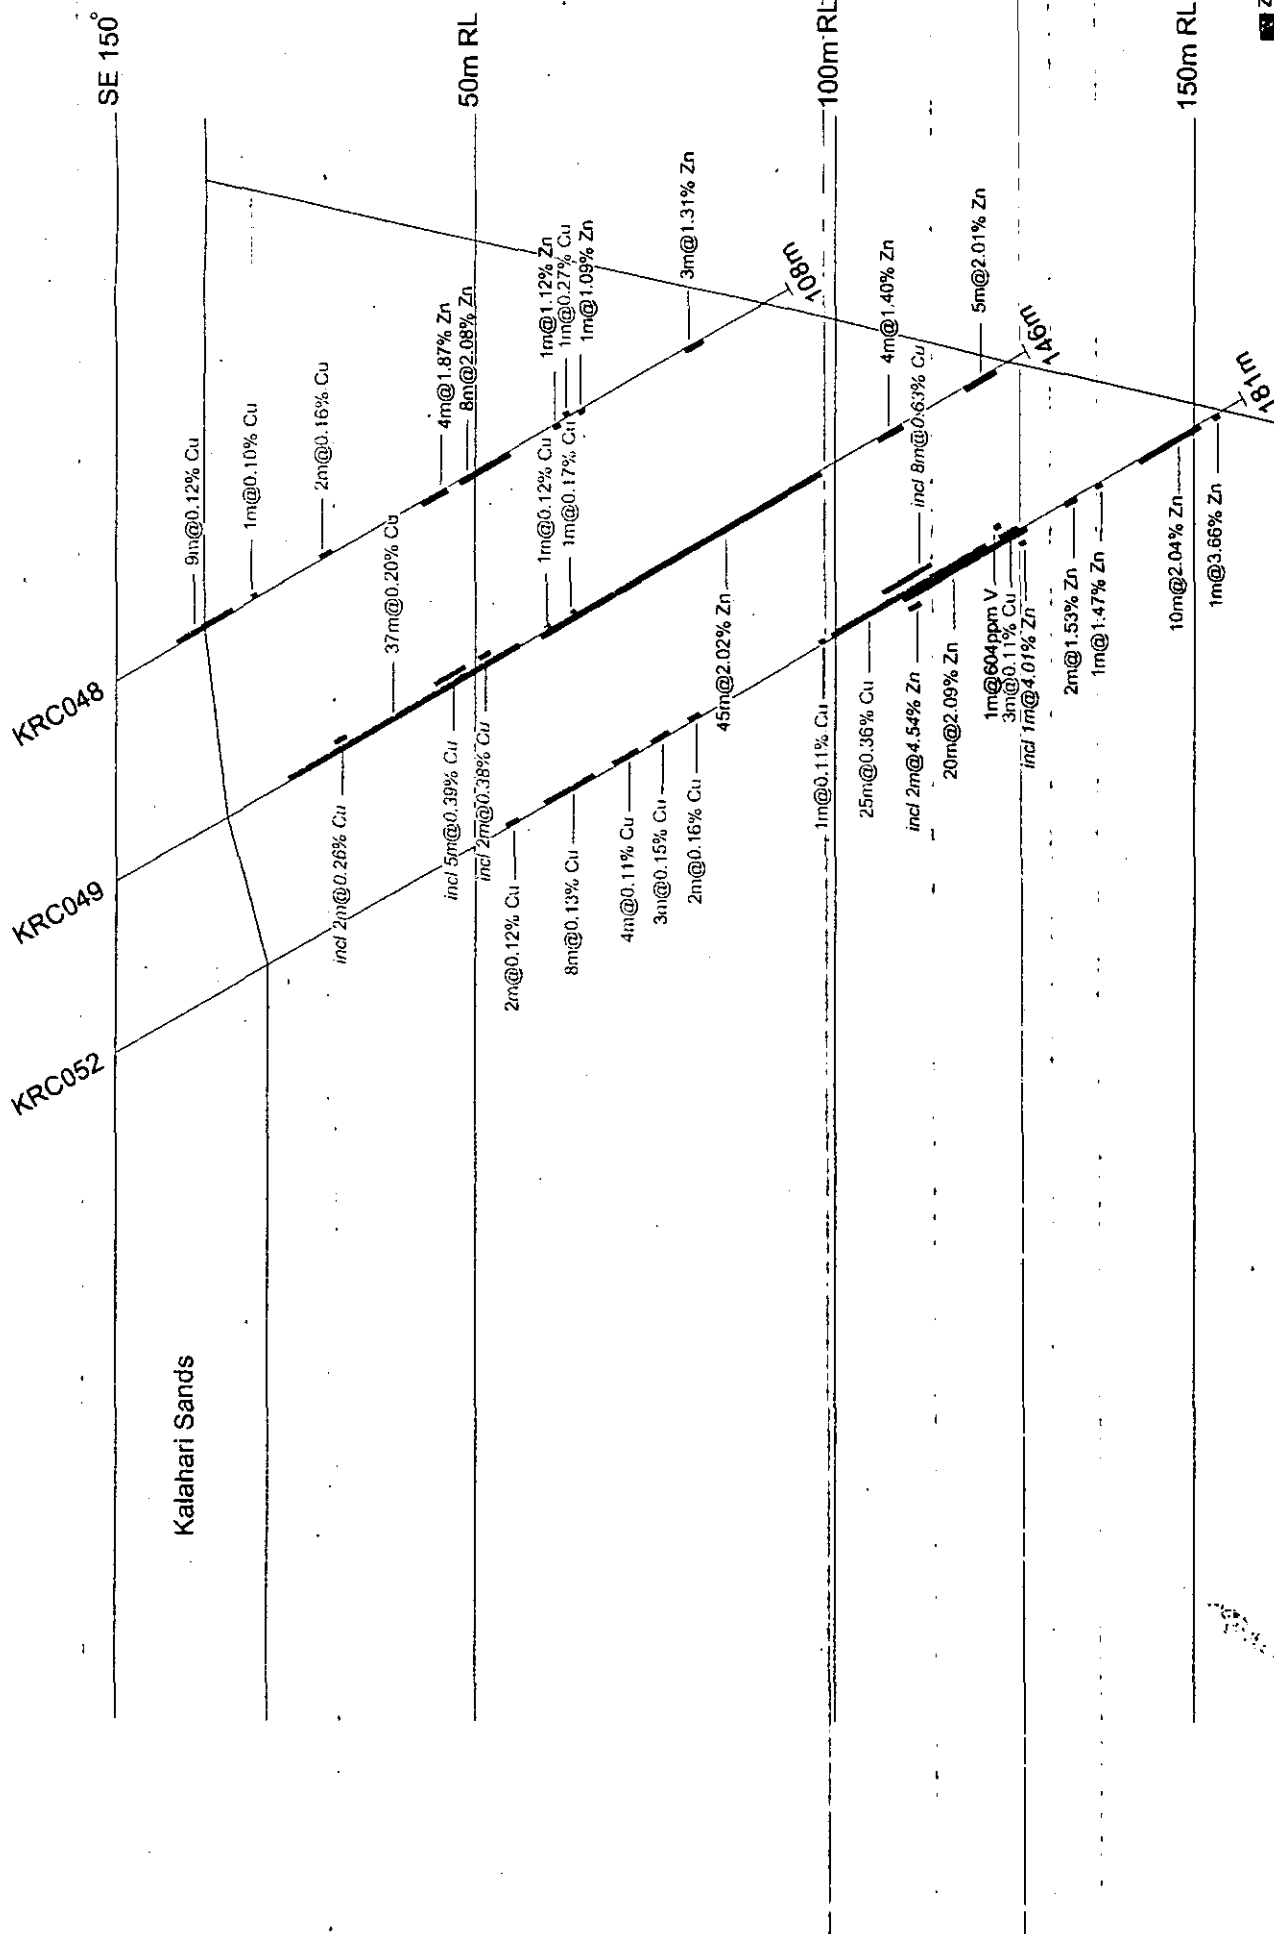 SE 150°
KRC048
KRC049
KRC052
Kalahari Sands
50m RL
100m RL
150m RL
9m@0.12% Cu
1m@0.10% Cu
2m@0.16% Cu
4m@1.87% Zn
8m@2.08% Zn
1m@1.12% Zn
1m@0.27% Cu
1m@1.09% Zn
3m@1.31% Zn
108m
37m@0.20% Cu
incl 2m@0.26% Cu
incl 5m@0.39% Cu
incl 2m@0.38% Cu
1m@0.12% Cu
1m@0.17% Cu
45m@2.02% Zn
4m@1.40% Zn
5m@2.01% Zn
146m
2m@0.12% Cu
8m@0.13% Cu
4m@0.11% Cu
3m@0.15% Cu
2m@0.16% Cu
1m@0.11% Cu
25m@0.36% Cu
incl 8m@0.63% Cu
incl 2m@4.54% Zn
20m@2.09% Zn
1m@604ppm V
3m@0.11% Cu
incl 1m@4.01% Zn
2m@1.53% Zn
1m@1.47% Zn
10m@2.04% Zn
1m@3.66% Zn
181m